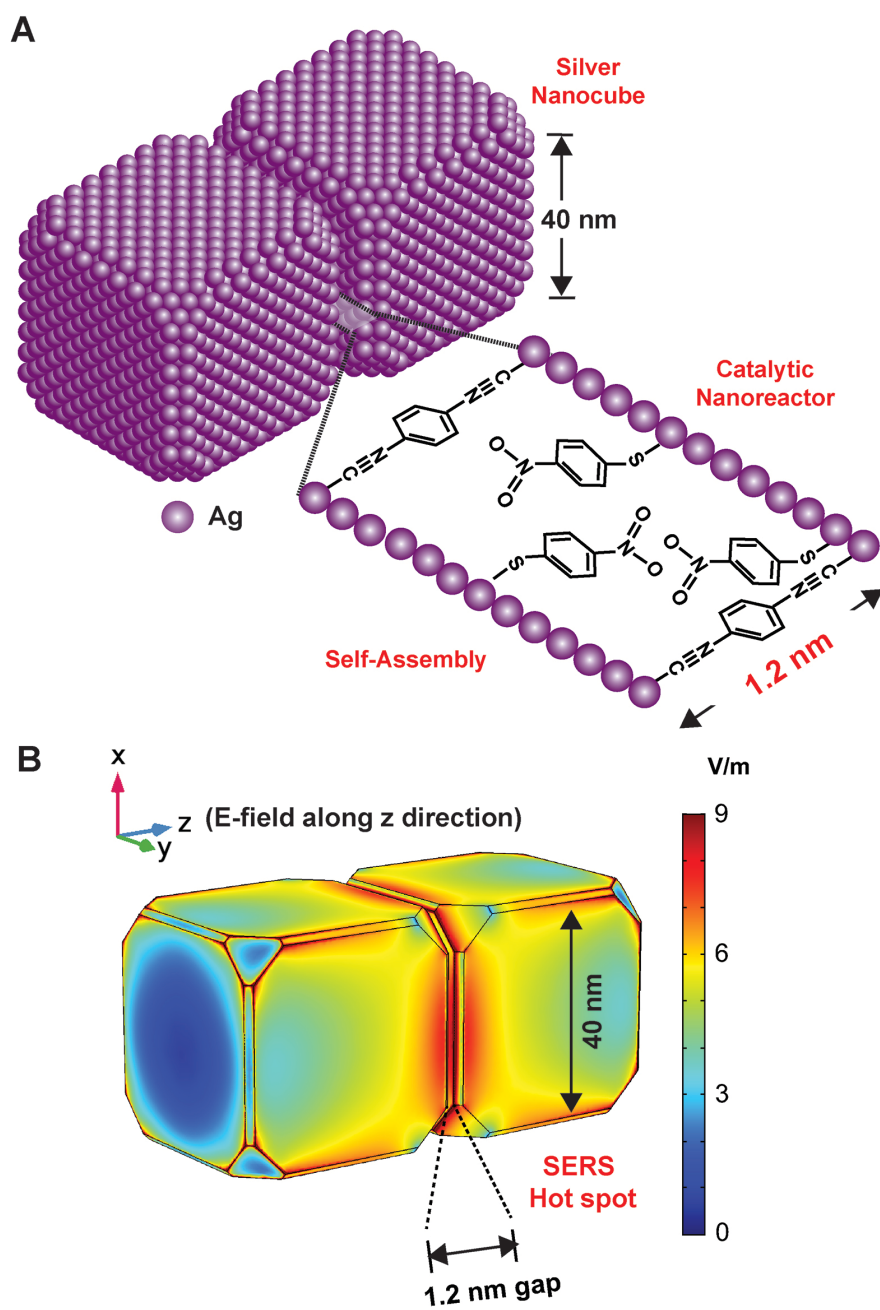 A
Silver
Nanocube
40 nm
Catalytic
Nanoreactor
C≡N
N≡C
O
N
O
S
Ag
S
N
O
O
O
N
O
S
C≡N
N≡C
Self-Assembly
1.2 nm
B
V/m
x
z (E-field along z direction)
y
9
6
40 nm
3
SERS
Hot spot
0
1.2 nm gap